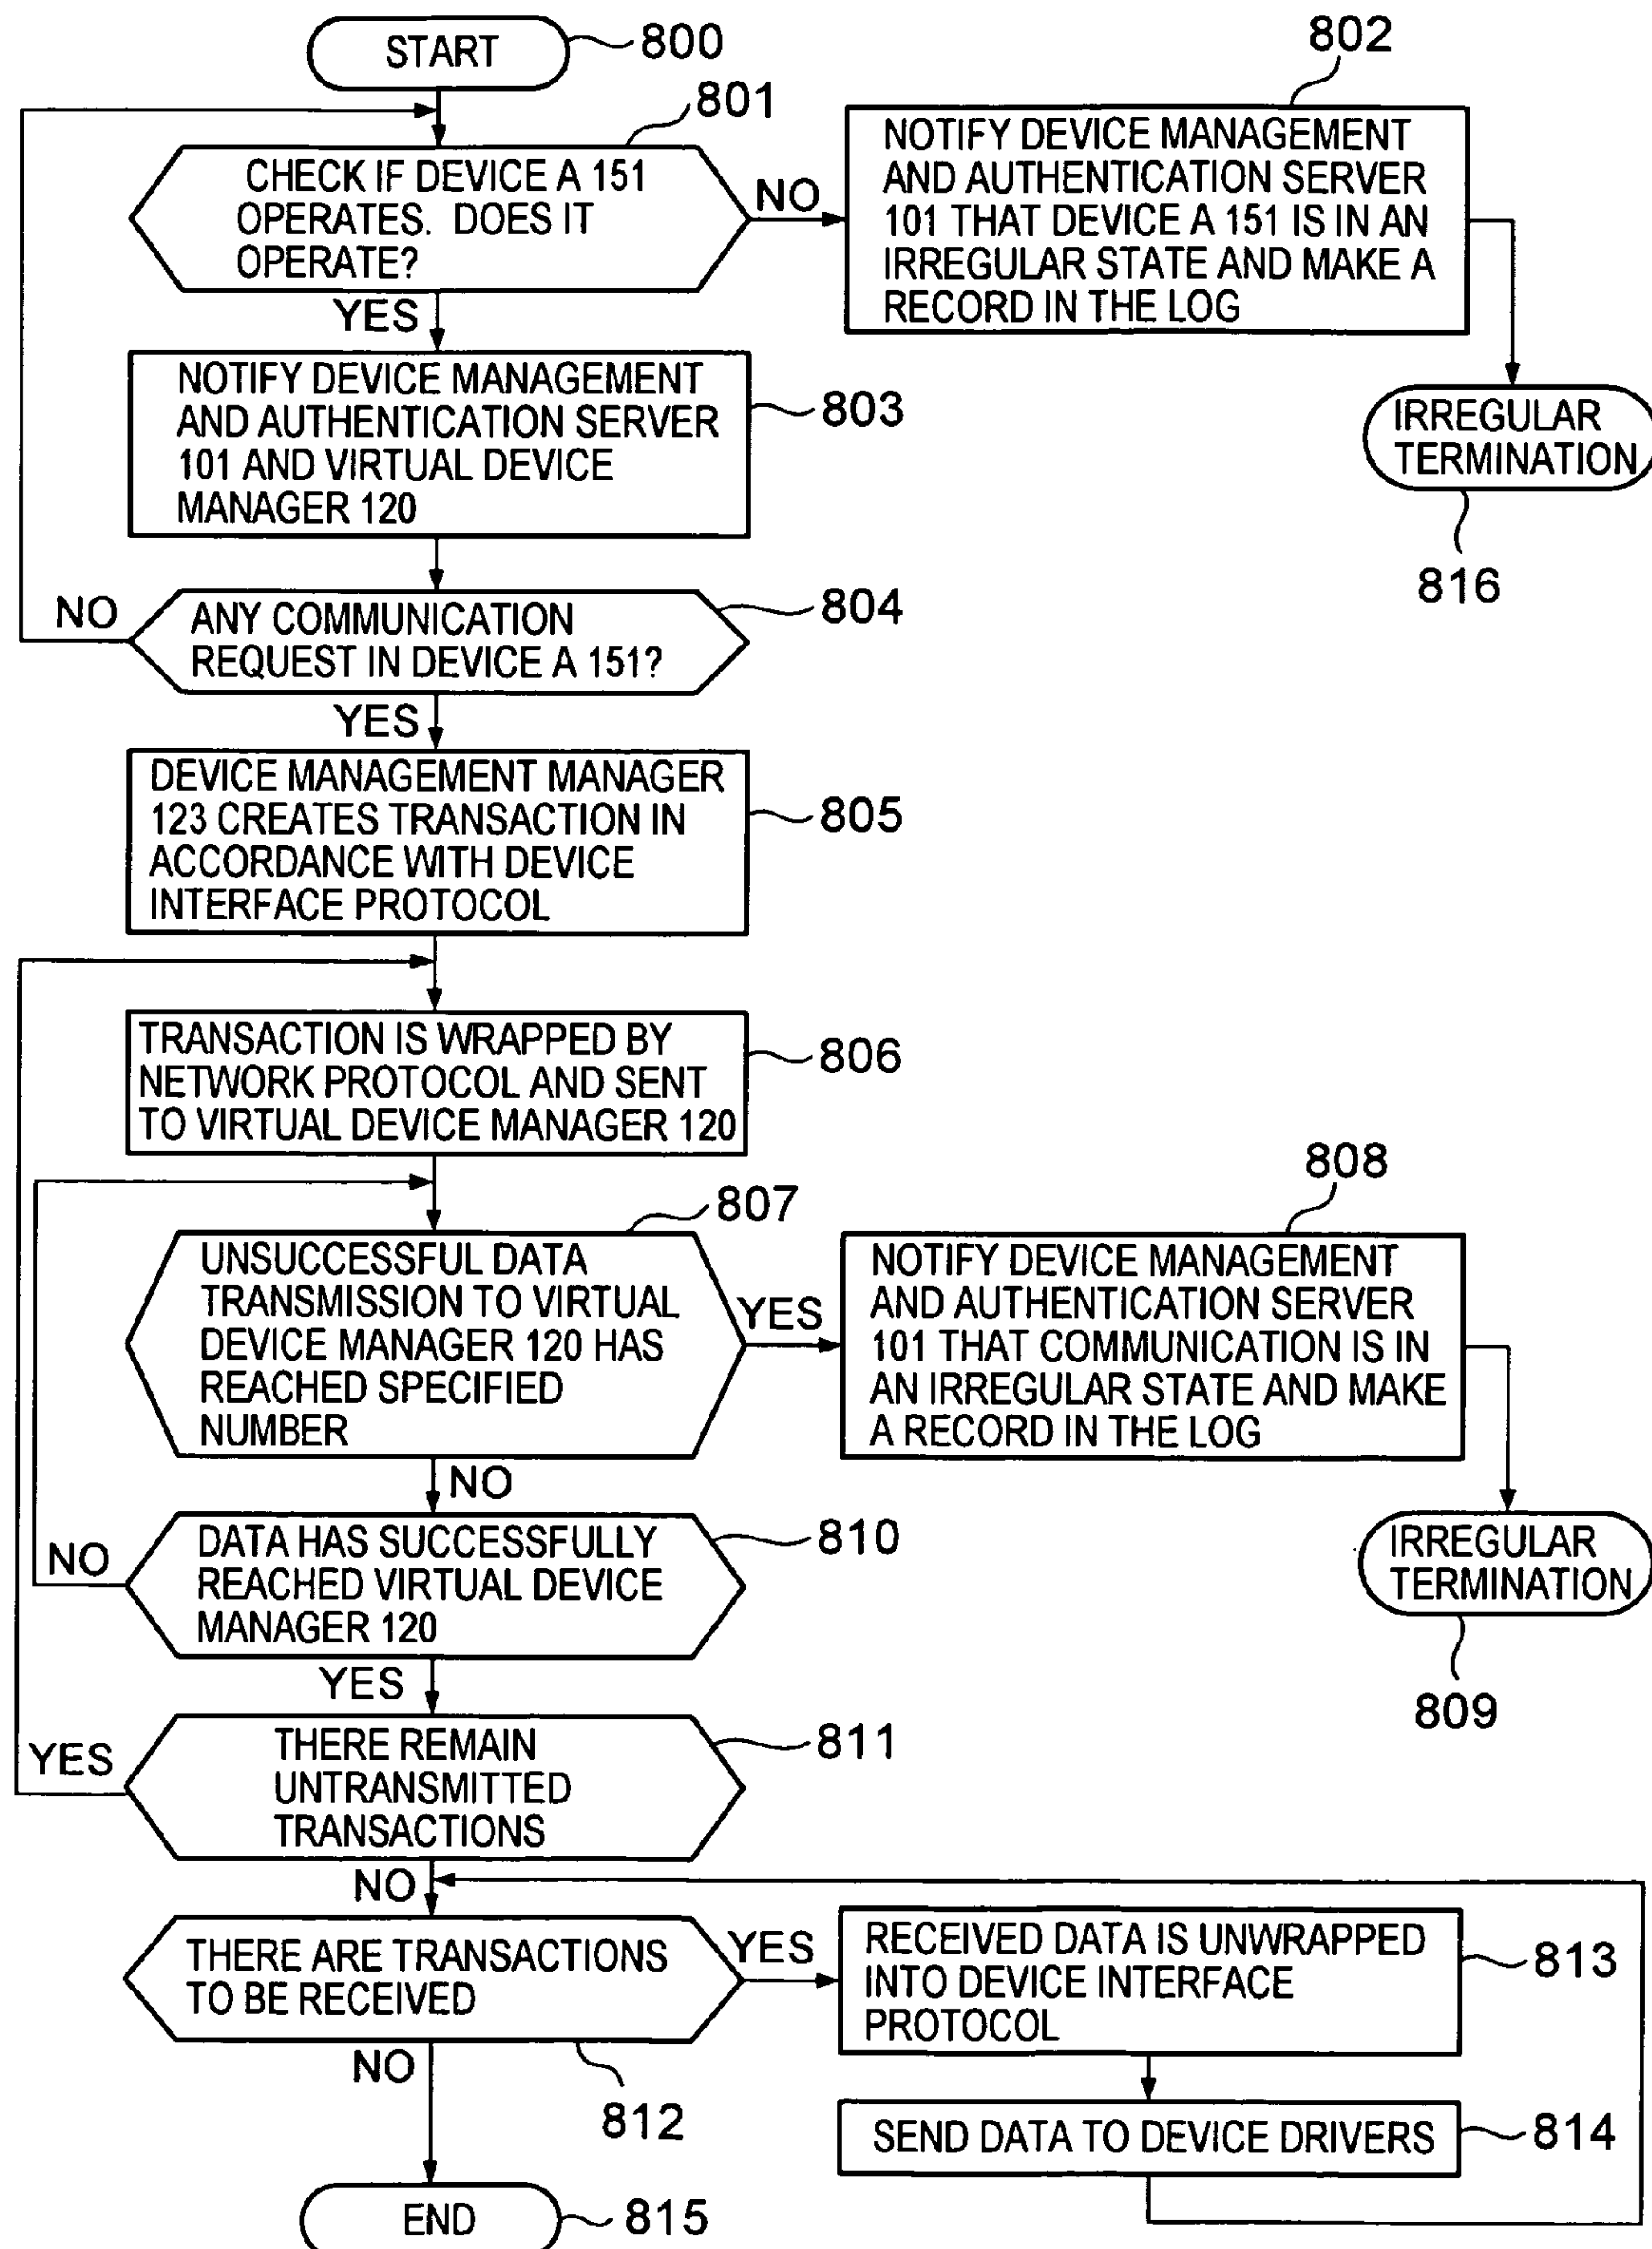 START
800
801
CHECK IF DEVICE A 151
OPERATES. DOES IT
OPERATE?
NO
YES
802
NOTIFY DEVICE MANAGEMENT
AND AUTHENTICATION SERVER
101 THAT DEVICE A 151 IS IN AN
IRREGULAR STATE AND MAKE A
RECORD IN THE LOG
IRREGULAR
TERMINATION
816
NOTIFY DEVICE MANAGEMENT
AND AUTHENTICATION SERVER
101 AND VIRTUAL DEVICE
MANAGER 120
803
NO
ANY COMMUNICATION
REQUEST IN DEVICE A 151?
804
YES
DEVICE MANAGEMENT MANAGER
123 CREATES TRANSACTION IN
ACCORDANCE WITH DEVICE
INTERFACE PROTOCOL
805
TRANSACTION IS WRAPPED BY
NETWORK PROTOCOL AND SENT
TO VIRTUAL DEVICE MANAGER 120
806
807
UNSUCCESSFUL DATA
TRANSMISSION TO VIRTUAL
DEVICE MANAGER 120 HAS
REACHED SPECIFIED
NUMBER
YES
NO
808
NOTIFY DEVICE MANAGEMENT
AND AUTHENTICATION SERVER
101 THAT COMMUNICATION IS IN
AN IRREGULAR STATE AND MAKE
A RECORD IN THE LOG
IRREGULAR
TERMINATION
809
NO
DATA HAS SUCCESSFULLY
REACHED VIRTUAL DEVICE
MANAGER 120
810
YES
YES
THERE REMAIN
UNTRANSMITTED
TRANSACTIONS
811
NO
THERE ARE TRANSACTIONS
TO BE RECEIVED
YES
812
NO
RECEIVED DATA IS UNWRAPPED
INTO DEVICE INTERFACE
PROTOCOL
813
SEND DATA TO DEVICE DRIVERS
814
END
815